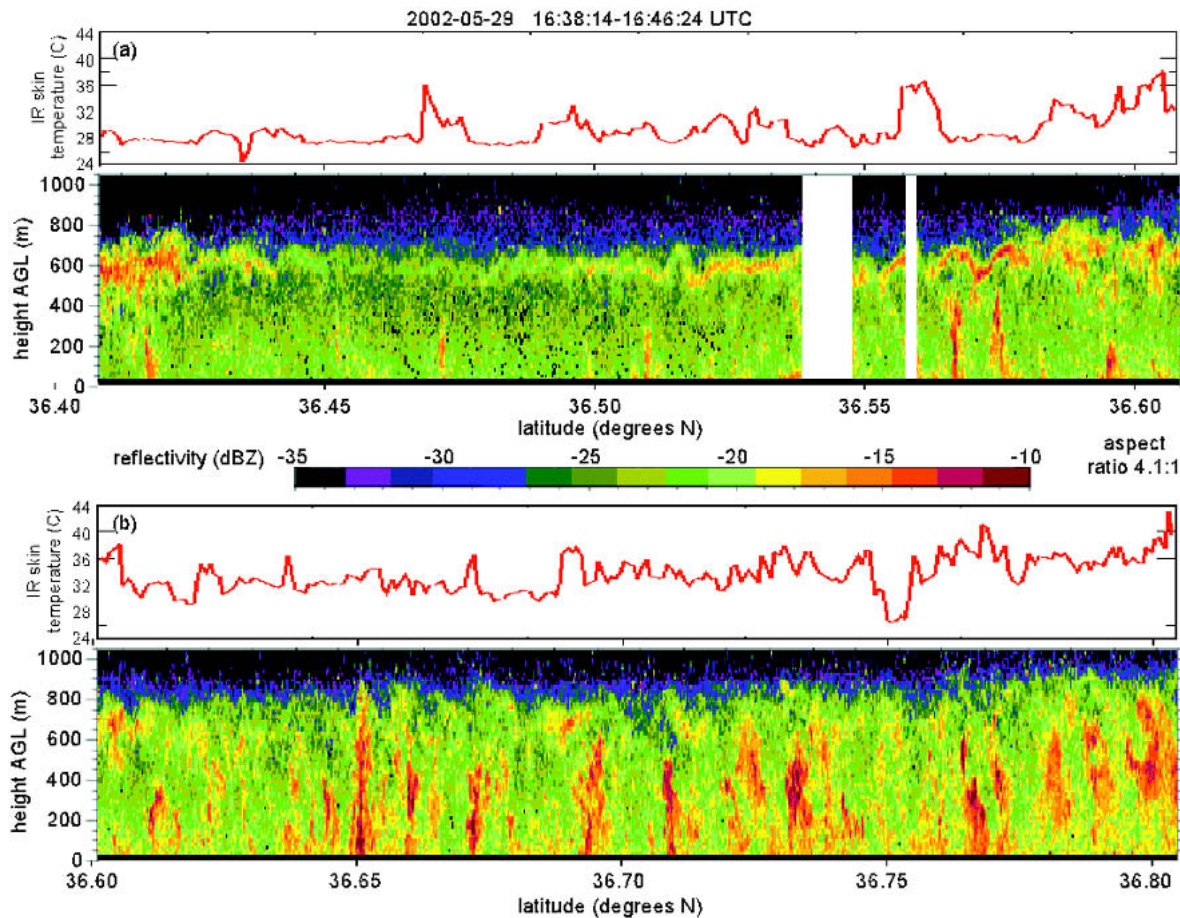 2002-05-29 16:38:14-16:46:24 UTC
(a)
IR skin
temperature (C)
44
40
36
32
28
24
height AGL (m)
1000
800
600
400
200
0
36.40 36.45 36.50 36.55 36.60
latitude (degrees N)
reflectivity (dBZ) -35 -30 -25 -20 -15 -10
aspect
ratio 4.1:1
(b)
IR skin
temperature (C)
44
40
36
32
28
24
height AGL (m)
1000
800
600
400
200
0
36.60 36.65 36.70 36.75 36.80
latitude (degrees N)